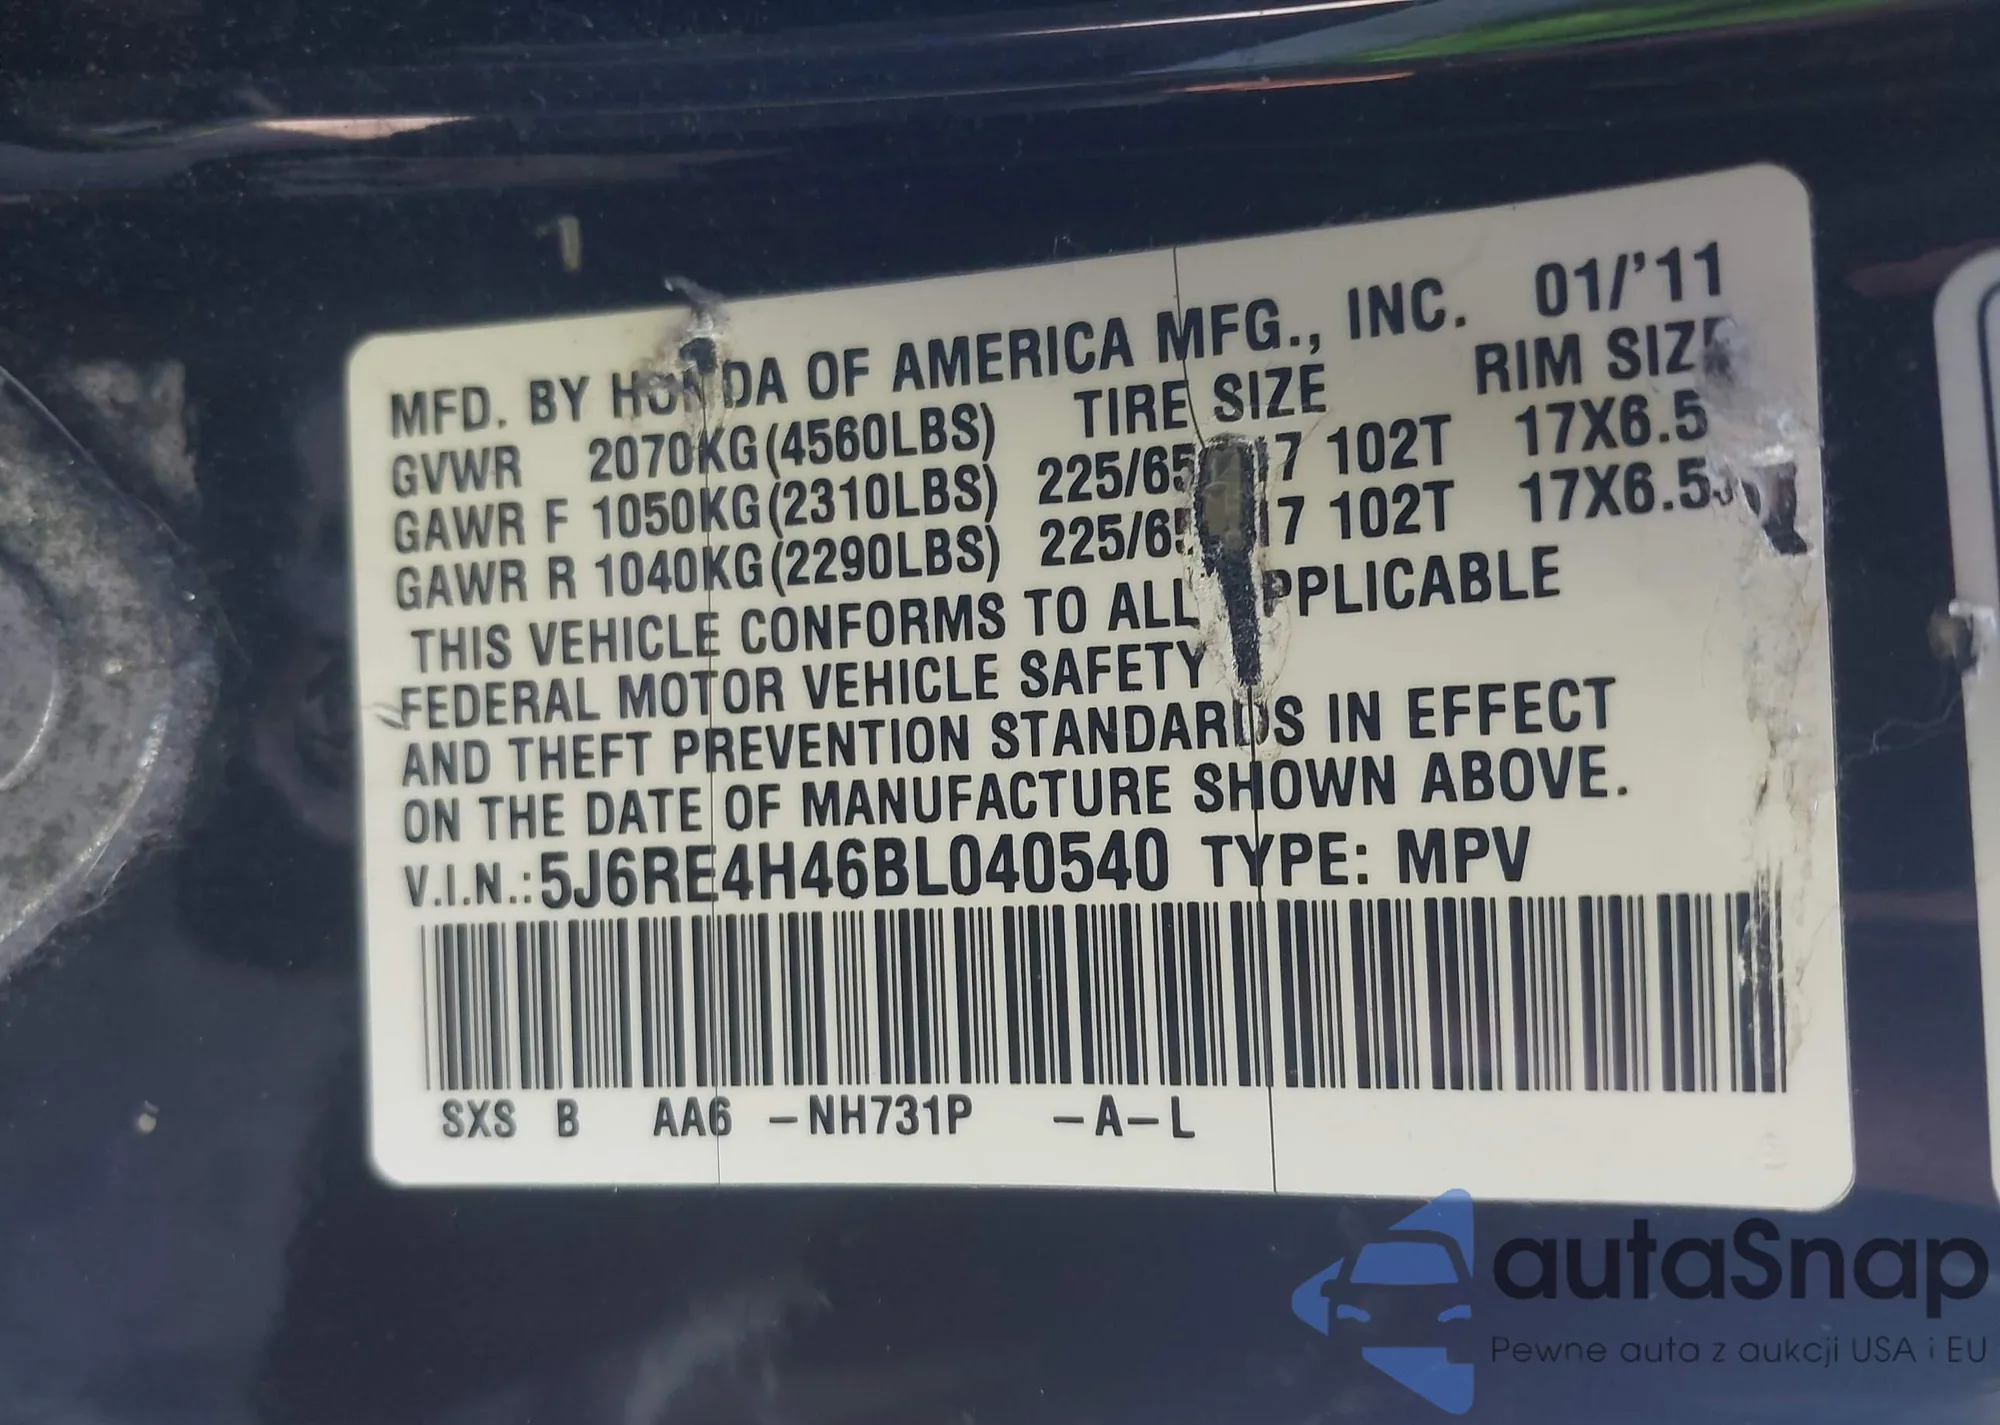 MFD. BY HONDA OF AMERICA MFG., INC. 01/'11
GVWR 2070KG(4560LBS) TIRE SIZE RIM SIZE
GAWR F 1050KG(2310LBS) 225/65 17 102T 17X6.5
GAWR R 1040KG(2290LBS) 225/65 17 102T 17X6.5
THIS VEHICLE CONFORMS TO ALL APPLICABLE
FEDERAL MOTOR VEHICLE SAFETY
AND THEFT PREVENTION STANDARDS IN EFFECT
ON THE DATE OF MANUFACTURE SHOWN ABOVE.
V.I.N.:5J6RE4H46BL040540 TYPE: MPV
SXS B AA6 -NH731P -A-L
autaSnap
Pewne auta z aukcji USA i EU